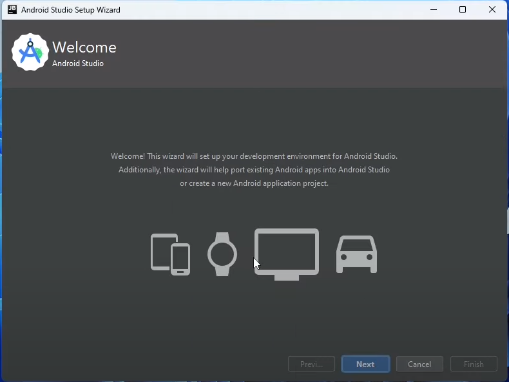 Android Studio Setup Wizard
Welcome
Android Studio
Welcome! This wizard will set up your development environment for Android Studio.
Additionally, the wizard will help port existing Android apps into Android Studio
or create a new Android application project.
Previ...
Next
Cancel
Finish